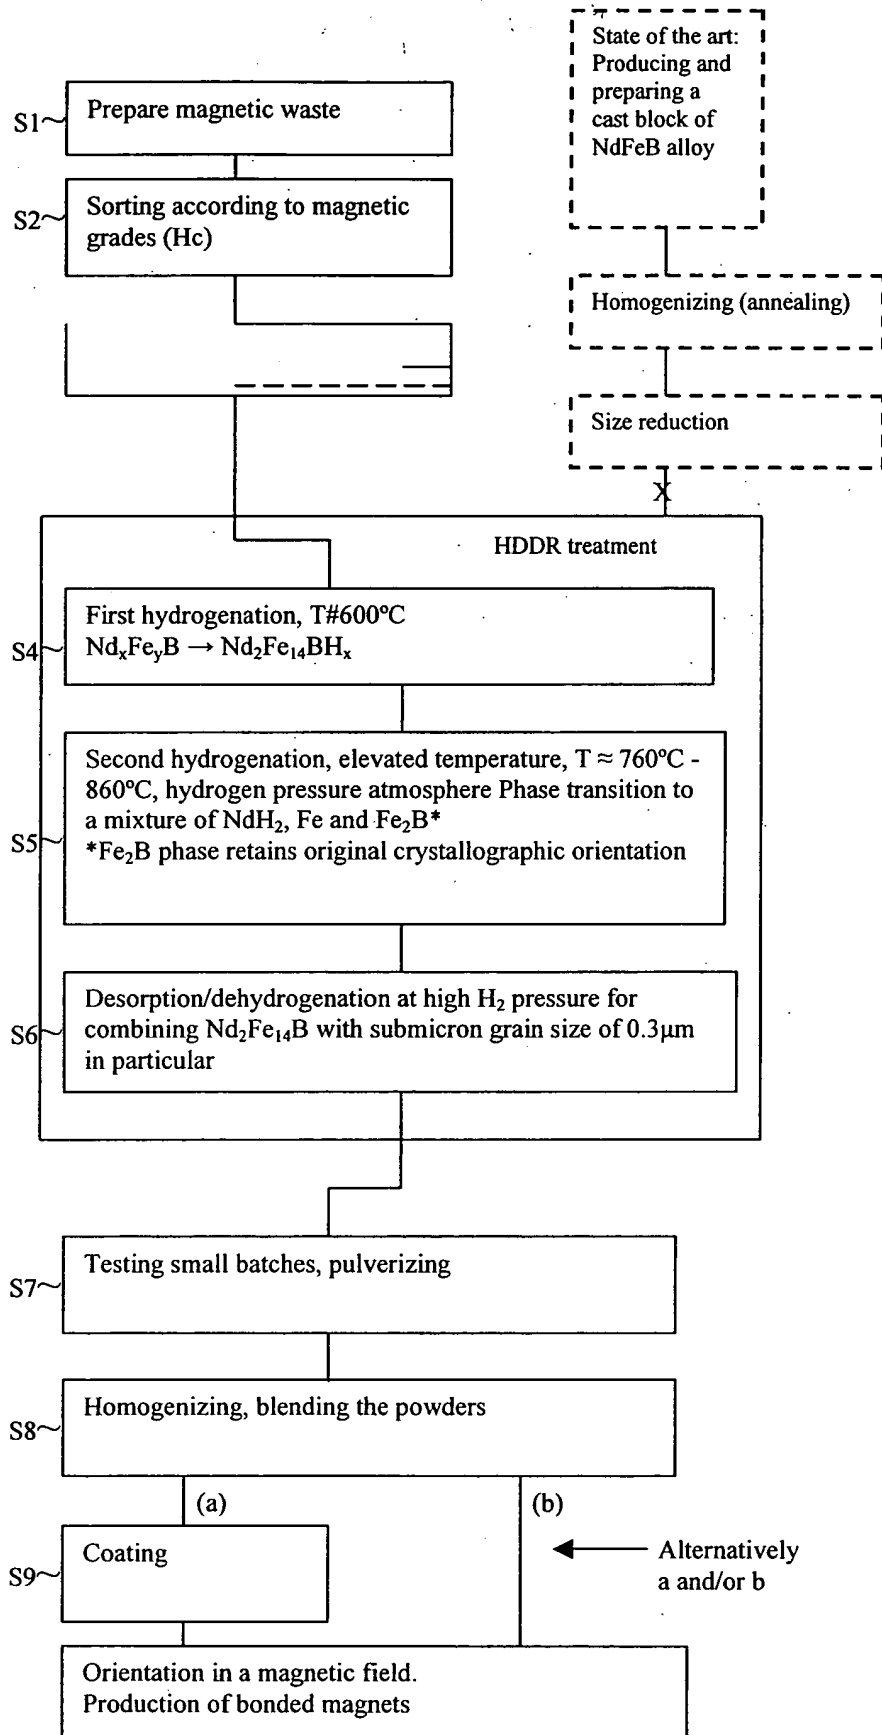 State of the art:
Producing and
preparing a
cast block of
NdFeB alloy
S1
Prepare magnetic waste
S2
Sorting according to magnetic
grades (Hc)
Homogenizing (annealing)
Size reduction
X
HDDR treatment
S4
First hydrogenation, T#600ºC
NdₓFeᵧB → Nd₂Fe₁₄BHₓ
S5
Second hydrogenation, elevated temperature, T ≈ 760ºC -
860ºC, hydrogen pressure atmosphere Phase transition to
a mixture of NdH₂, Fe and Fe₂B*
*Fe₂B phase retains original crystallographic orientation
S6
Desorption/dehydrogenation at high H₂ pressure for
combining Nd₂Fe₁₄B with submicron grain size of 0.3µm
in particular
S7
Testing small batches, pulverizing
S8
Homogenizing, blending the powders
(a)
(b)
S9
Coating
Alternatively
a and/or b
Orientation in a magnetic field.
Production of bonded magnets